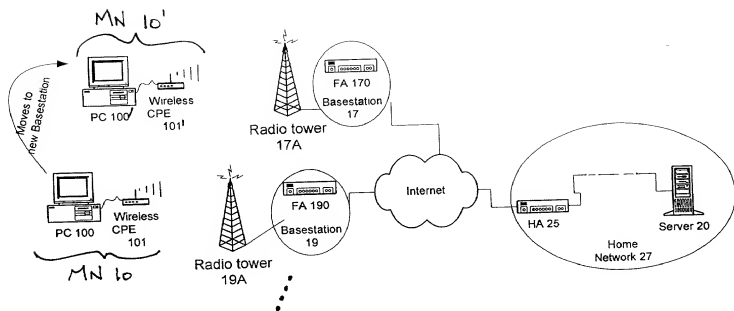 MN 10'
Moves to
new Basestation
PC 100'
Wireless
CPE
101'
FA 170
Basestation
17
Radio tower
17A
PC 100
Wireless
CPE
101
MN 10
FA 190
Basestation
19
Radio tower
19A
Internet
HA 25
Server 20
Home
Network 27